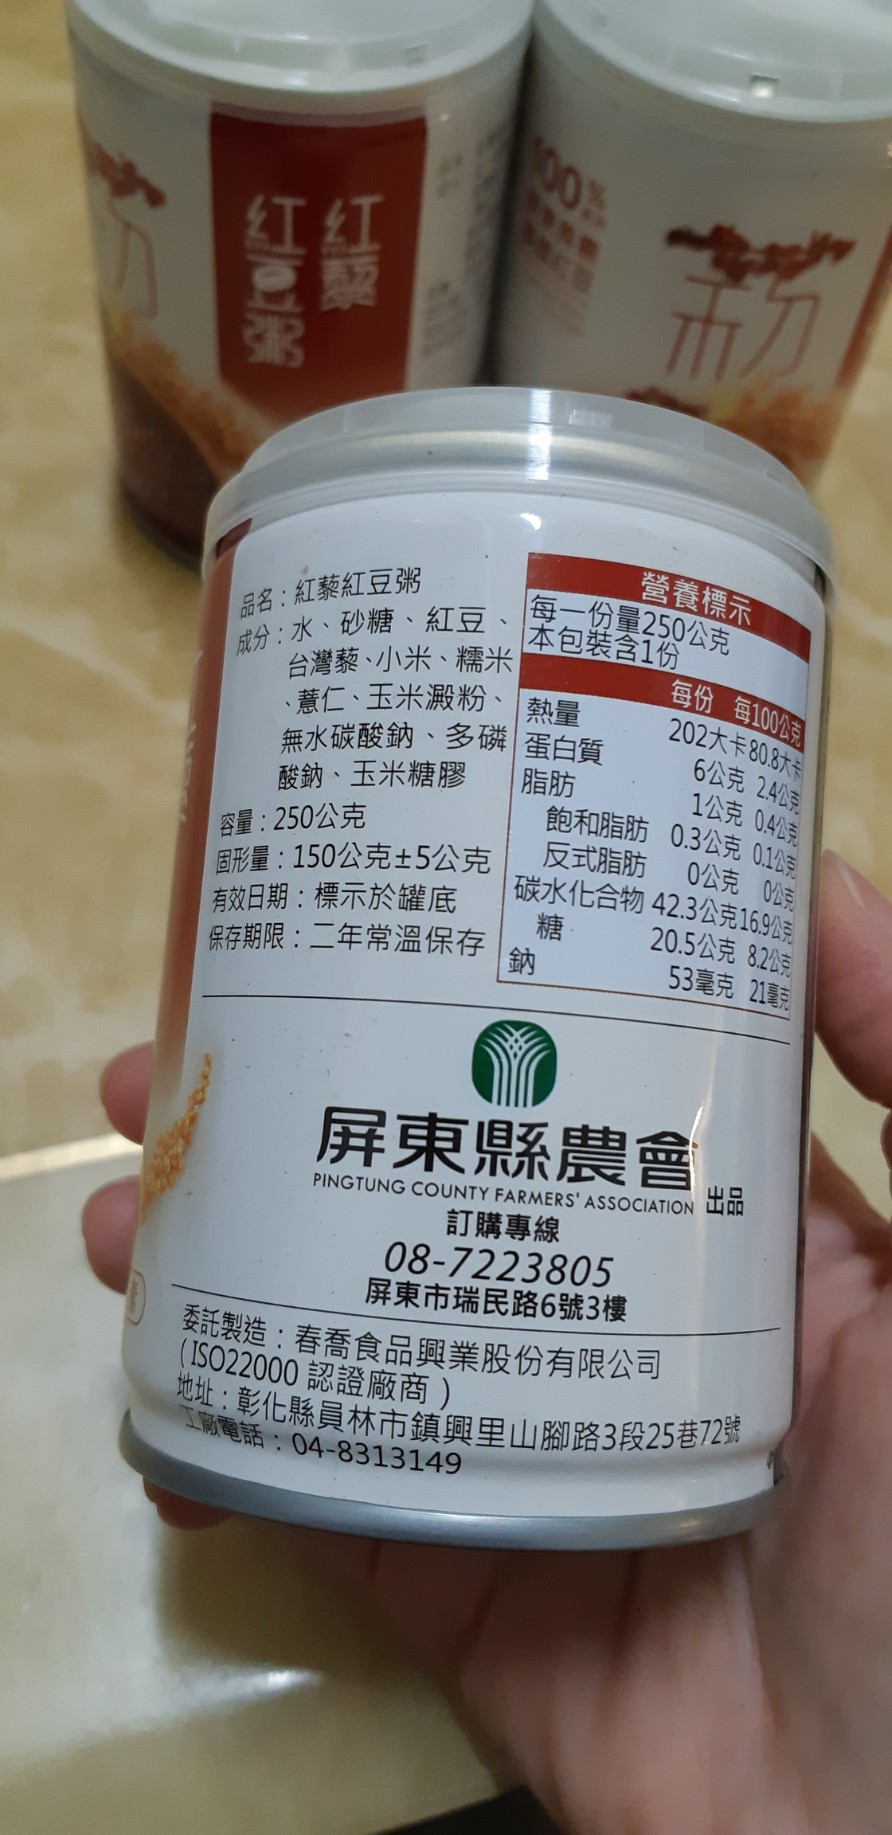 紅藜
紅豆粥
100%
粉
品名：紅藜紅豆粥
成分：水、砂糖、紅豆、
台灣藜、小米、糯米
、薏仁、玉米澱粉、
無水碳酸鈉、多磷
酸鈉、玉米糖膠
容量：250公克
固形量：150公克±5公克
有效日期：標示於罐底
保存期限：二年常溫保存
營養標示
每一份量250公克
本包裝含1份
每份 每100公克
熱量 202大卡 80.8大卡
蛋白質 6公克 2.4公克
脂肪 1公克 0.4公克
飽和脂肪 0.3公克 0.1公克
反式脂肪 0公克 0公克
碳水化合物 42.3公克 16.9公克
糖 20.5公克 8.2公克
鈉 53毫克 21毫克
屏東縣農會
PINGTUNG COUNTY FARMERS' ASSOCIATION 出品
訂購專線
08-7223805
屏東市瑞民路6號3樓
委託製造：春喬食品興業股份有限公司
(ISO22000 認證廠商)
地址：彰化縣員林市鎮興里山腳路3段25巷72號
工廠電話：04-8313149